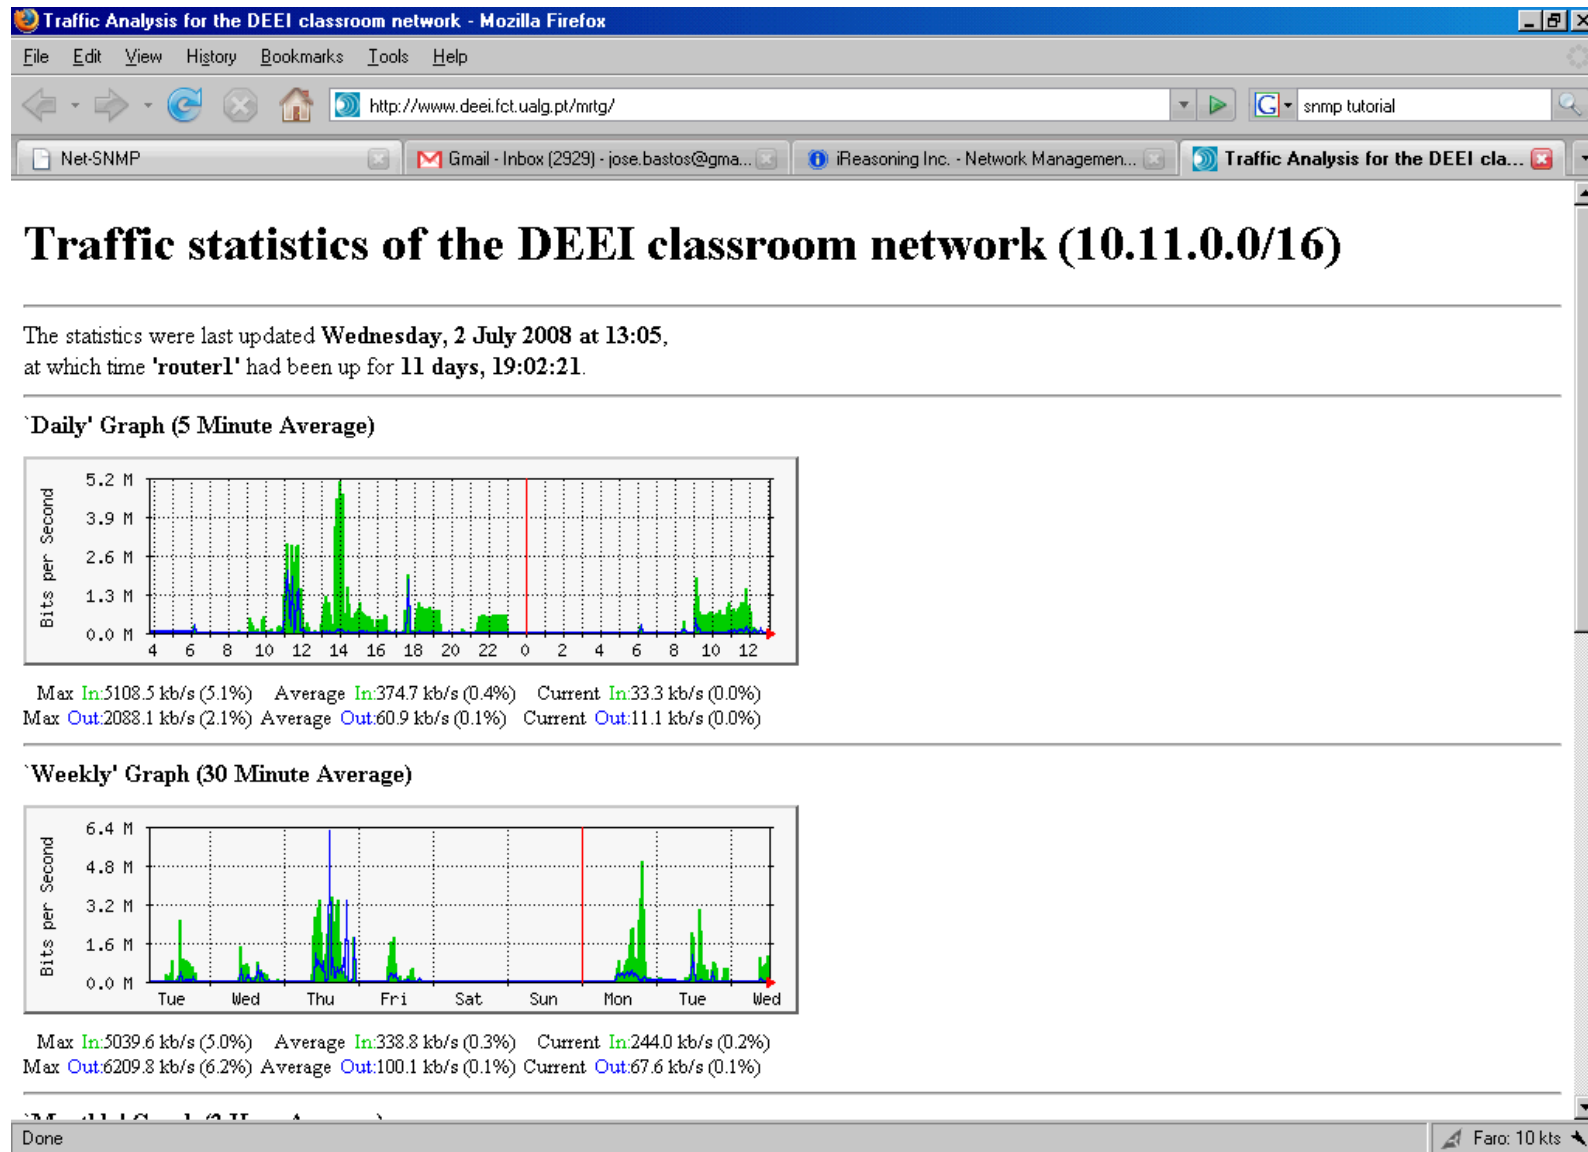 Traffic Analysis for the DEEI classroom network - Mozilla Firefox
File Edit View History Bookmarks Tools Help
http://www.deei.fct.ualg.pt/mrtg/ G snmp tutorial
Net-SNMP Gmail - Inbox (2929) - jose.bastos@gma... iReasoning Inc. - Network Managemen... Traffic Analysis for the DEEI cla...
Traffic statistics of the DEEI classroom network (10.11.0.0/16)
The statistics were last updated Wednesday, 2 July 2008 at 13:05,
at which time 'router1' had been up for 11 days, 19:02:21.
`Daily' Graph (5 Minute Average)
Bits per Second
5.2 M
3.9 M
2.6 M
1.3 M
0.0 M
4 6 8 10 12 14 16 18 20 22 0 2 4 6 8 10 12
Max In:5108.5 kb/s (5.1%) Average In:374.7 kb/s (0.4%) Current In:33.3 kb/s (0.0%)
Max Out:2088.1 kb/s (2.1%) Average Out:60.9 kb/s (0.1%) Current Out:11.1 kb/s (0.0%)
`Weekly' Graph (30 Minute Average)
Bits per Second
6.4 M
4.8 M
3.2 M
1.6 M
0.0 M
Tue Wed Thu Fri Sat Sun Mon Tue Wed
Max In:5039.6 kb/s (5.0%) Average In:338.8 kb/s (0.3%) Current In:244.0 kb/s (0.2%)
Max Out:6209.8 kb/s (6.2%) Average Out:100.1 kb/s (0.1%) Current Out:67.6 kb/s (0.1%)
Done Faro: 10 kts